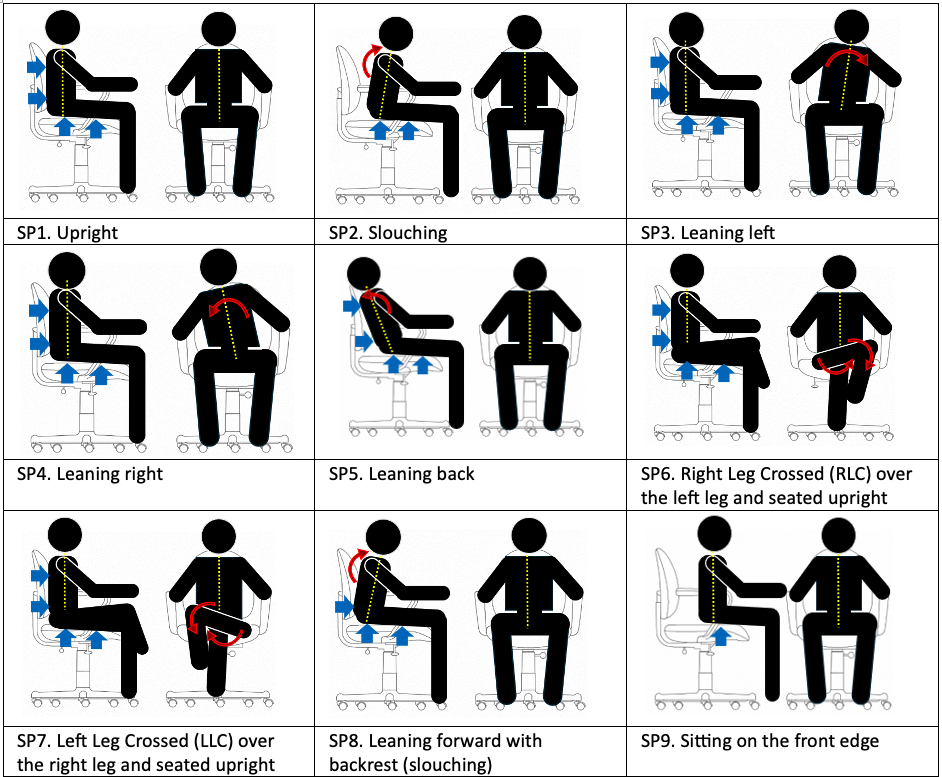 SP1. Upright
SP2. Slouching
SP3. Leaning left
SP4. Leaning right
SP5. Leaning back
SP6. Right Leg Crossed (RLC) over
the left leg and seated upright
SP7. Left Leg Crossed (LLC) over
the right leg and seated upright
SP8. Leaning forward with
backrest (slouching)
SP9. Sitting on the front edge